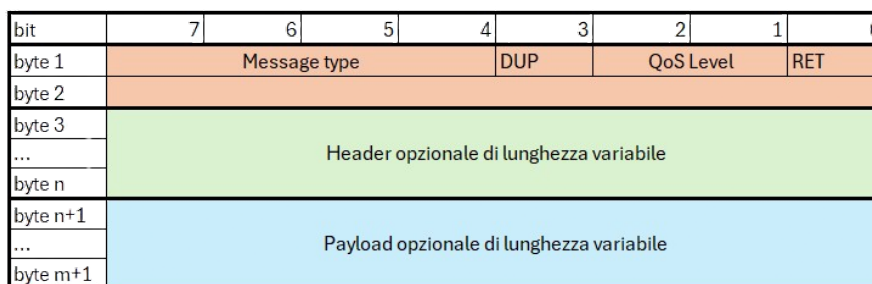 bit 7 6 5 4 3 2 1
byte 1 Message type DUP QoS Level RET
byte 2
byte 3
... Header opzionale di lunghezza variabile
byte n
byte n+1
... Payload opzionale di lunghezza variabile
byte m+1